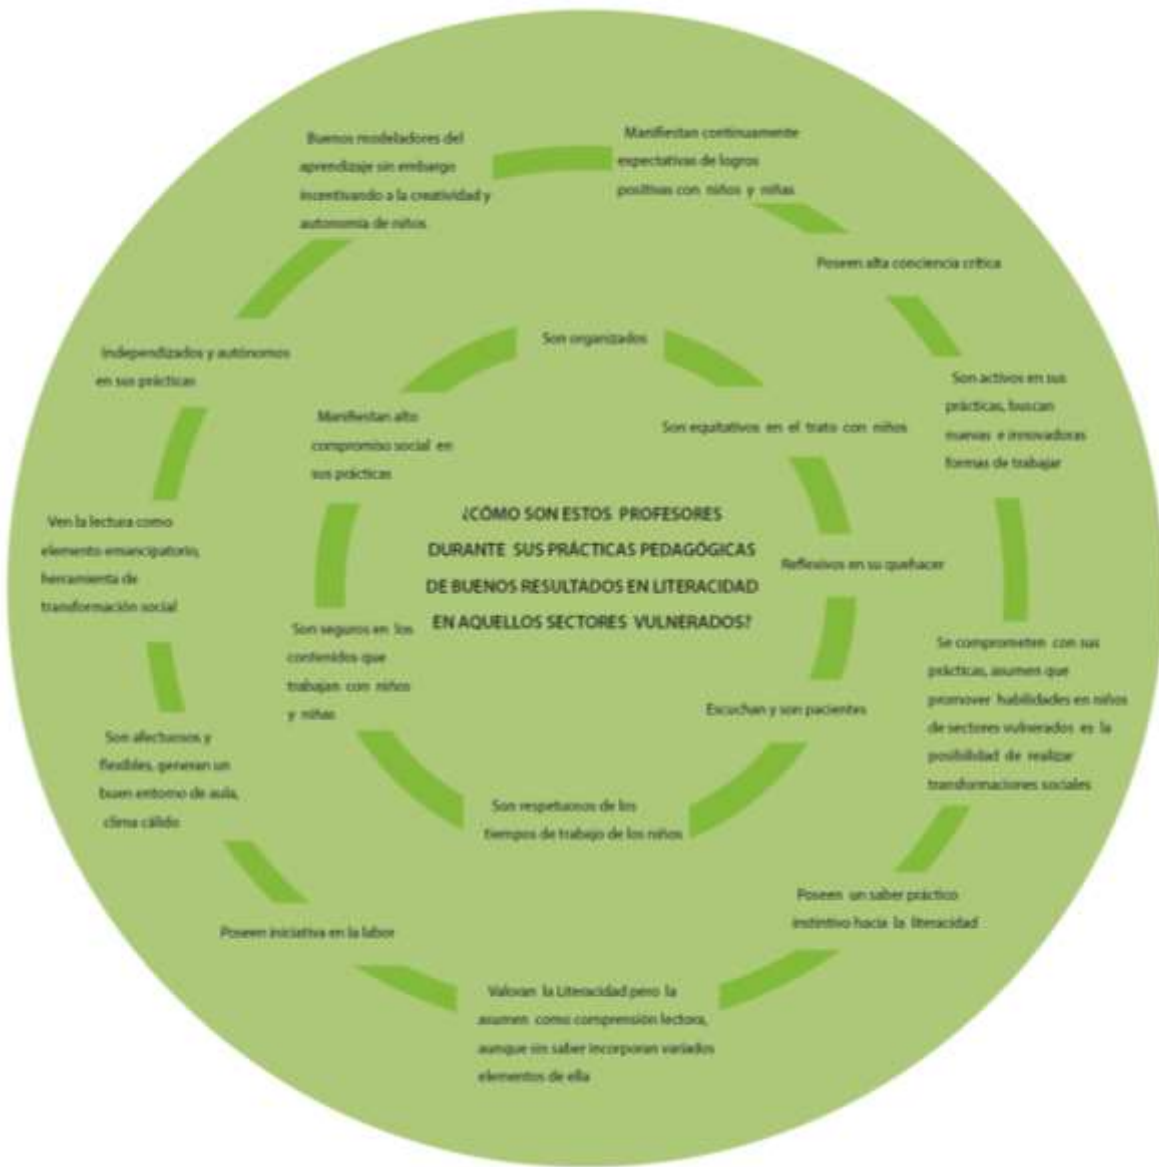 Buenos modeladores del
aprendizaje sin embargo
incentivando a la creatividad y
autonomía de niños
Manifiestan continuamente
expectativas de logros
positivas con niños y niñas
Poseen alta conciencia crítica
Son activos en sus
prácticas, buscan
nuevas e innovadoras
formas de trabajar
Se comprometen con sus
prácticas, asumen que
promover habilidades en niños
de sectores vulnerados es la
posibilidad de realizar
transformaciones sociales
Poseen un saber práctico
instintivo hacia la literacidad
Valoran la Literacidad pero la
asumen como comprensión lectora,
aunque sin saber incorporan variados
elementos de ella
Poseen iniciativa en la labor
Son afectuosos y
flexibles, generan un
buen entorno de aula,
clima cálido
Ven la lectura como
elemento emancipatorio,
herramienta de
transformación social
Independizados y autónomos
en sus prácticas
Son organizados
Son equitativos en el trato con niños
Reflexivos en su quehacer
Escuchan y son pacientes
Son respetuosos de los
tiempos de trabajo de los niños
Son seguros en los
contenidos que
trabajan con niños
y niñas
Manifiestan alto
compromiso social en
sus prácticas
¿CÓMO SON ESTOS PROFESORES
DURANTE SUS PRÁCTICAS PEDAGÓGICAS
DE BUENOS RESULTADOS EN LITERACIDAD
EN AQUELLOS SECTORES VULNERADOS?